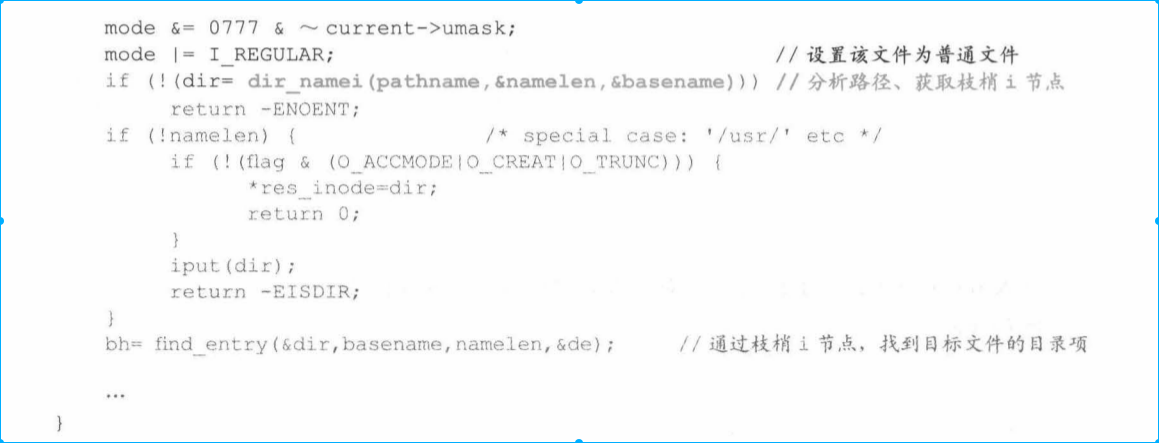 mode &= 0777 & ~current->umask;
mode |= I_REGULAR; // 设置该文件为普通文件
if (!(dir= dir_namei(pathname,&namelen,&basename))) // 分析路径、获取枝梢 i 节点
return -ENOENT;
if (!namelen) { /* special case: '/usr/' etc */
if (!(flag & (O_ACCMODE|O_CREAT|O_TRUNC))) {
*res_inode=dir;
return 0;
}
iput(dir);
return -EISDIR;
}
bh= find_entry(&dir,basename,namelen,&de); // 通过枝梢 i 节点，找到目标文件的目录项
…
}